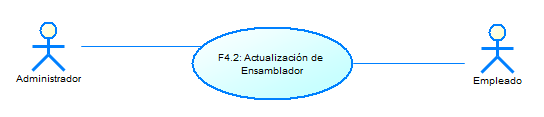 F4.2: Actualización de
Ensamblador
Administrador
Empleado